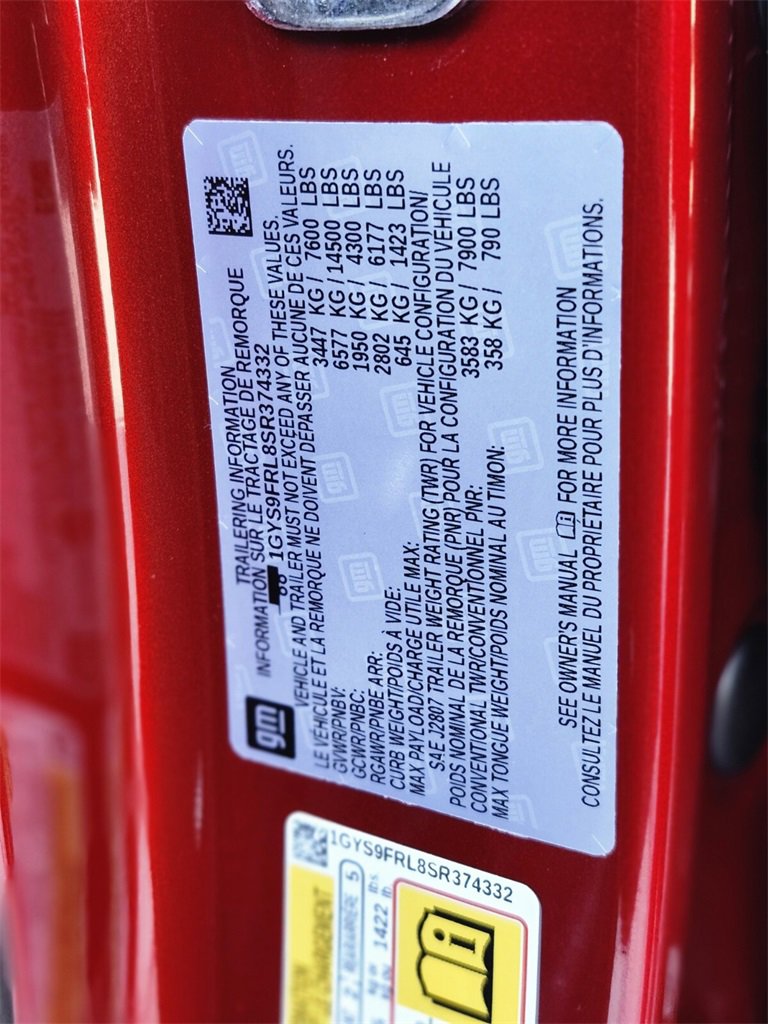 gm
TRAILERING INFORMATION
INFORMATION SUR LE TRACTAGE DE REMORQUE
1GYS9FRL8SR374332
VEHICLE AND TRAILER MUST NOT EXCEED ANY OF THESE VALUES.
LE VÉHICULE ET LA REMORQUE NE DOIVENT DÉPASSER AUCUNE DE CES VALEURS.
GVWR/PNBV: 3447 KG / 7600 LBS
GCWR/PNBC: 6577 KG / 14500 LBS
RGAWR/PNBE ARR: 1950 KG / 4300 LBS
CURB WEIGHT/POIDS À VIDE: 2802 KG / 6177 LBS
MAX PAYLOAD/CHARGE UTILE MAX: 645 KG / 1423 LBS
SAE J2807 TRAILER WEIGHT RATING (TWR) FOR VEHICLE CONFIGURATION/
POIDS NOMINAL DE LA REMORQUE (PNR) POUR LA CONFIGURATION DU VÉHICULE
CONVENTIONAL TWR/CONVENTIONNEL PNR: 3583 KG / 7900 LBS
MAX TONGUE WEIGHT/POIDS NOMINAL AU TIMON: 358 KG / 790 LBS
SEE OWNER'S MANUAL FOR MORE INFORMATION
CONSULTEZ LE MANUEL DU PROPRIÉTAIRE POUR PLUS D'INFORMATIONS.
1GYS9FRL8SR374332
5
1422 lb